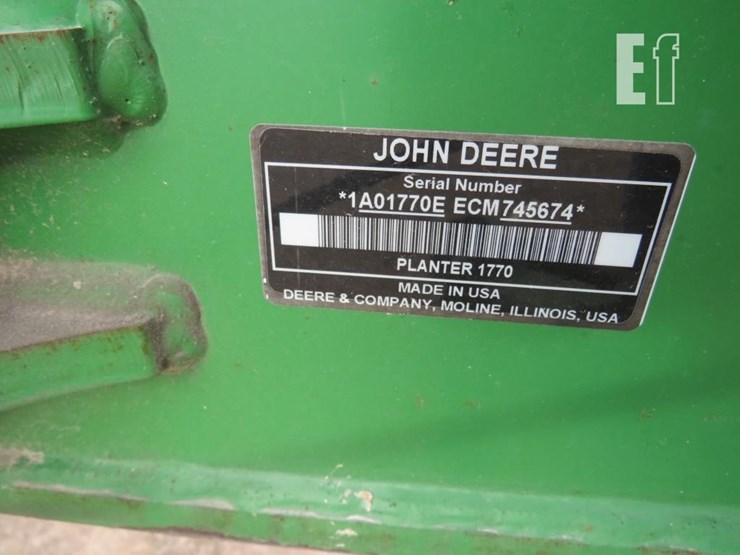 Ef
JOHN DEERE
Serial Number
*1A01770E ECM745674*
PLANTER 1770
MADE IN USA
DEERE & COMPANY, MOLINE, ILLINOIS, USA